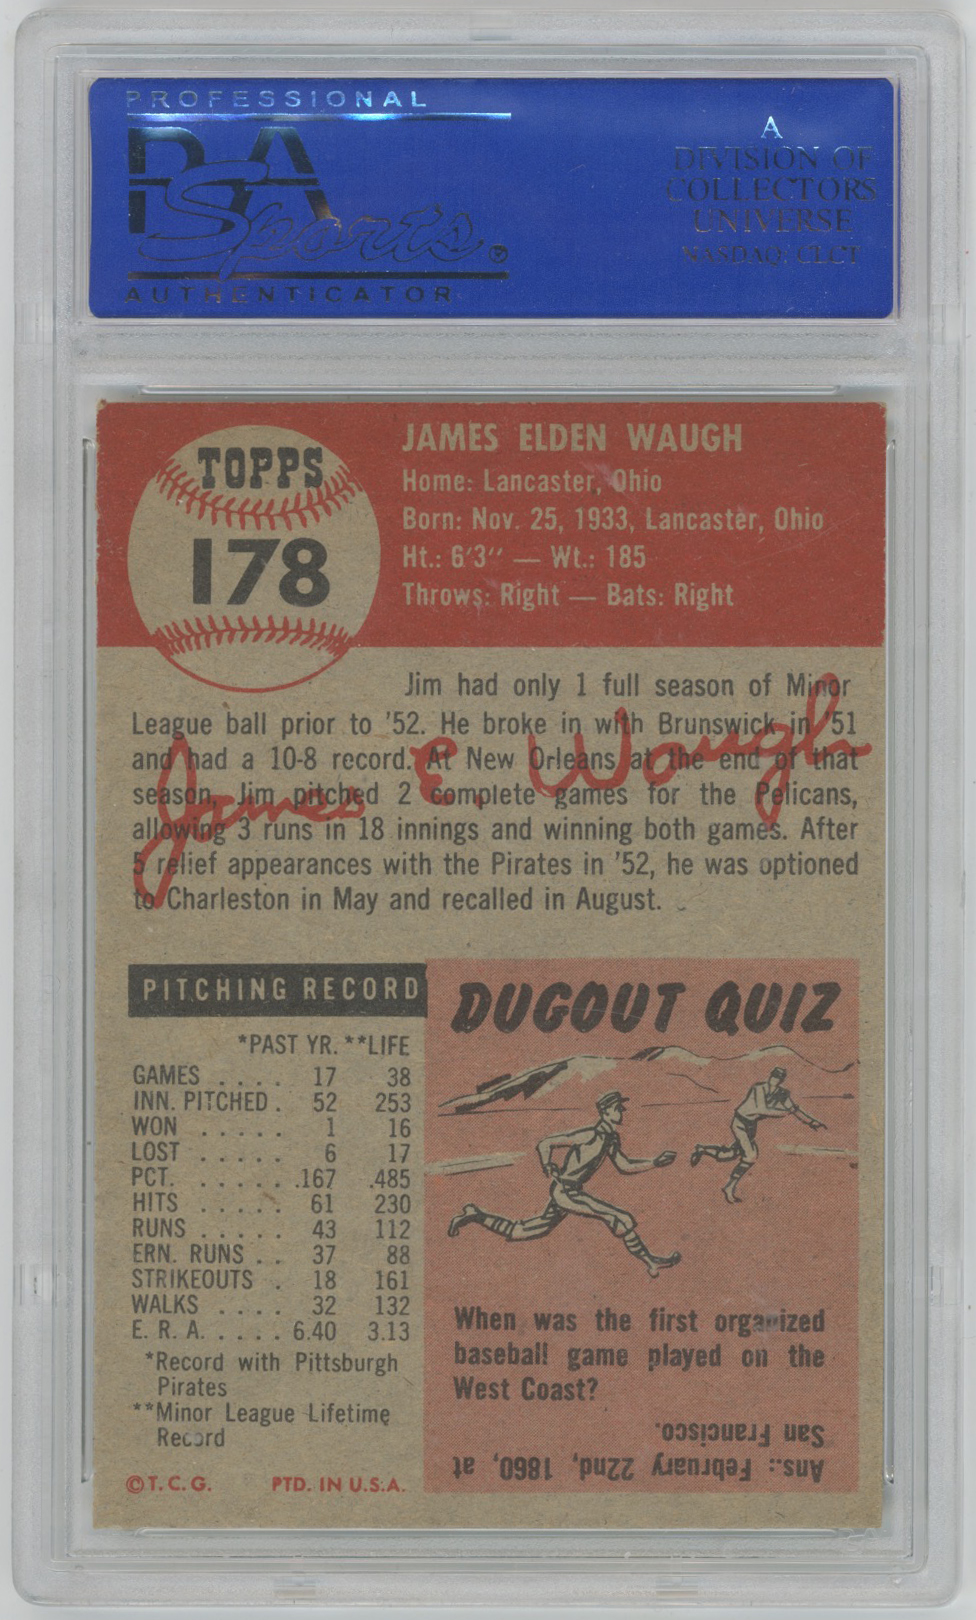 PROFESSIONAL
PSA
Sports®
AUTHENTICATOR
A
DIVISION OF
COLLECTORS
UNIVERSE
NASDAQ: CLCT
TOPPS
178
JAMES ELDEN WAUGH
Home: Lancaster, Ohio
Born: Nov. 25, 1933, Lancaster, Ohio
Ht.: 6'3'' — Wt.: 185
Throws: Right — Bats: Right
Jim had only 1 full season of Minor
League ball prior to '52. He broke in with Brunswick in '51
and had a 10-8 record. At New Orleans at the end of that
season, Jim pitched 2 complete games for the Pelicans,
allowing 3 runs in 18 innings and winning both games. After
5 relief appearances with the Pirates in '52, he was optioned
to Charleston in May and recalled in August.
James E. Waugh
PITCHING RECORD
*PAST YR. **LIFE
GAMES . . . . 17 38
INN. PITCHED . 52 253
WON . . . . . 1 16
LOST . . . . . 6 17
PCT. . . . . . .167 .485
HITS . . . . . 61 230
RUNS . . . . . 43 112
ERN. RUNS . . 37 88
STRIKEOUTS . 18 161
WALKS . . . . 32 132
E. R. A. . . . . . 6.40 3.13
*Record with Pittsburgh
Pirates
**Minor League Lifetime
Record
©T. C. G. PTD. IN U.S.A.
DUGOUT QUIZ
When was the first organized
baseball game played on the
West Coast?
Ans.: February 22nd, 1860, at
San Francisco.